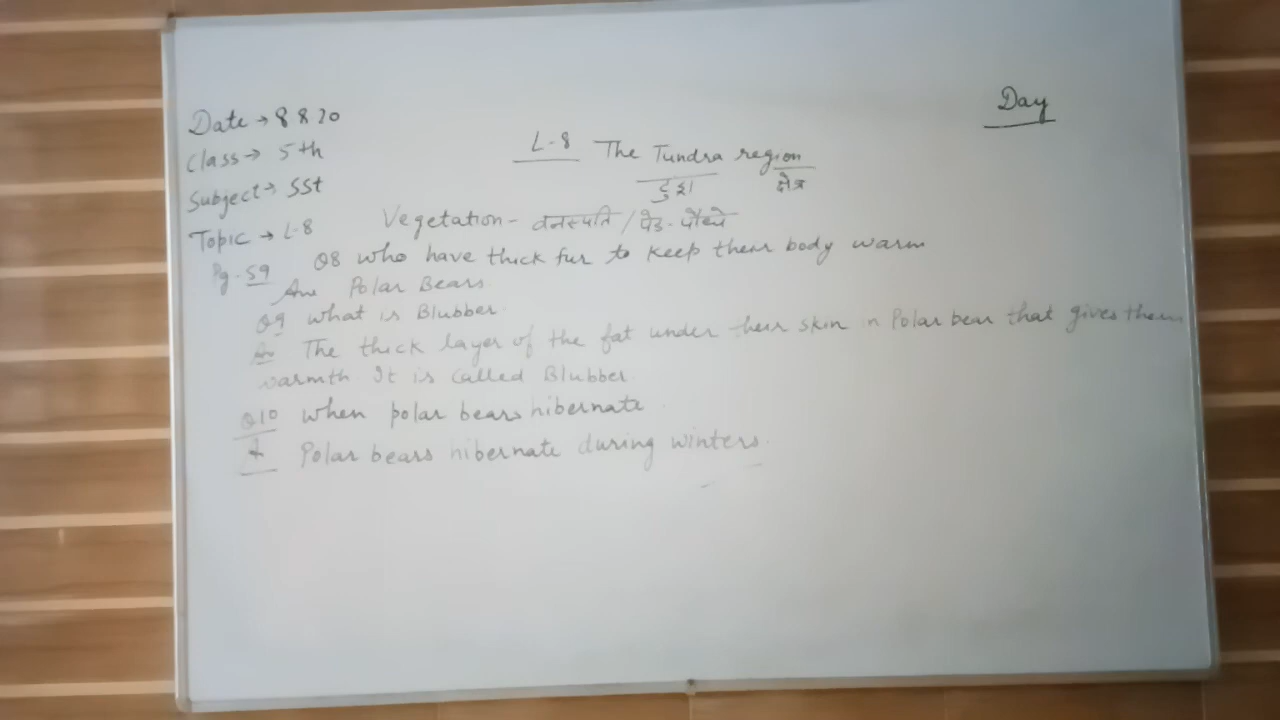 Day
Date → 8 8 20
Class → 5th
Subject → SSt
Topic → L-8
L-8 The Tundra region
टुंड्रा क्षेत्र
Vegetation - वनस्पति / पेड़-पौधे
Pg. 59
Q8 who have thick fur to keep their body warm
Ans Polar Bears.
Q9 what is Blubber.
Ans The thick layer of the fat under their skin in Polar bear that gives them
warmth. It is called Blubber.
Q10 when polar bears hibernate.
A Polar bears hibernate during winters.